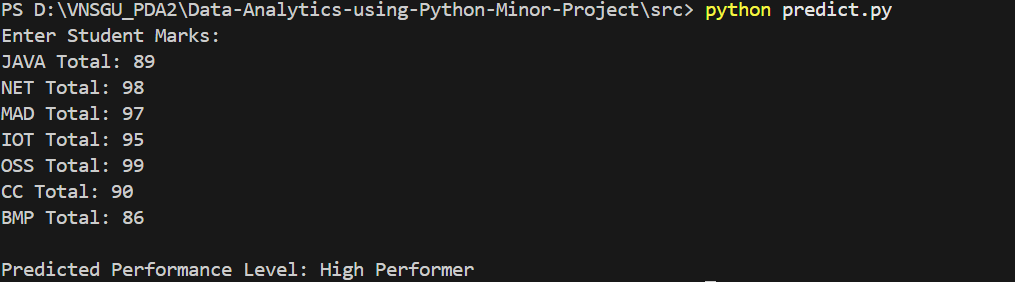 PS D:\VNSGU_PDA2\Data-Analytics-using-Python-Minor-Project\src> python predict.py
Enter Student Marks:
JAVA Total: 89
NET Total: 98
MAD Total: 97
IOT Total: 95
OSS Total: 99
CC Total: 90
BMP Total: 86
Predicted Performance Level: High Performer